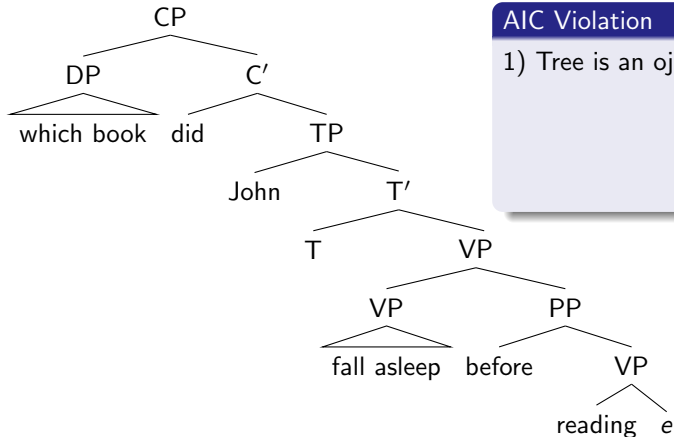 CP
AIC Violation
1) Tree is an oj
DP C′
which book did TP
John T′
T VP
VP PP
fall asleep before VP
reading e